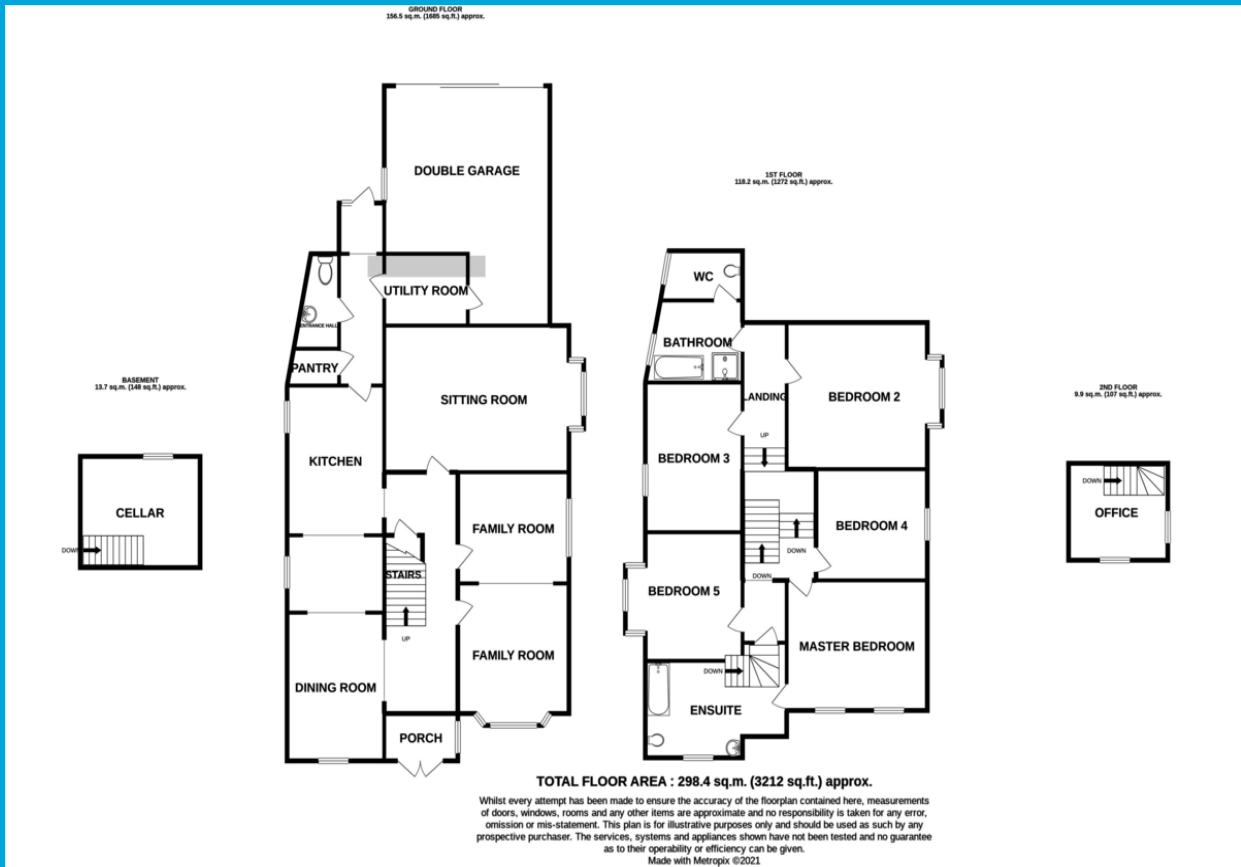 GROUND FLOOR
156.5 sq.m. (1685 sq.ft.) approx.
DOUBLE GARAGE
UTILITY ROOM
ENTRANCE HALL
PANTRY
SITTING ROOM
KITCHEN
FAMILY ROOM
STAIRS
UP
FAMILY ROOM
DINING ROOM
PORCH
BASEMENT
13.7 sq.m. (148 sq.ft.) approx.
CELLAR
DOWN
1ST FLOOR
118.2 sq.m. (1272 sq.ft.) approx.
WC
BATHROOM
LANDING
BEDROOM 2
UP
BEDROOM 3
BEDROOM 4
DOWN
DOWN
BEDROOM 5
MASTER BEDROOM
DOWN
ENSUITE
2ND FLOOR
9.9 sq.m. (107 sq.ft.) approx.
DOWN
OFFICE
TOTAL FLOOR AREA : 298.4 sq.m. (3212 sq.ft.) approx.
Whilst every attempt has been made to ensure the accuracy of the floorplan contained here, measurements
of doors, windows, rooms and any other items are approximate and no responsibility is taken for any error,
omission or mis-statement. This plan is for illustrative purposes only and should be used as such by any
prospective purchaser. The services, systems and appliances shown have not been tested and no guarantee
as to their operability or efficiency can be given.
Made with Metropix ©2021